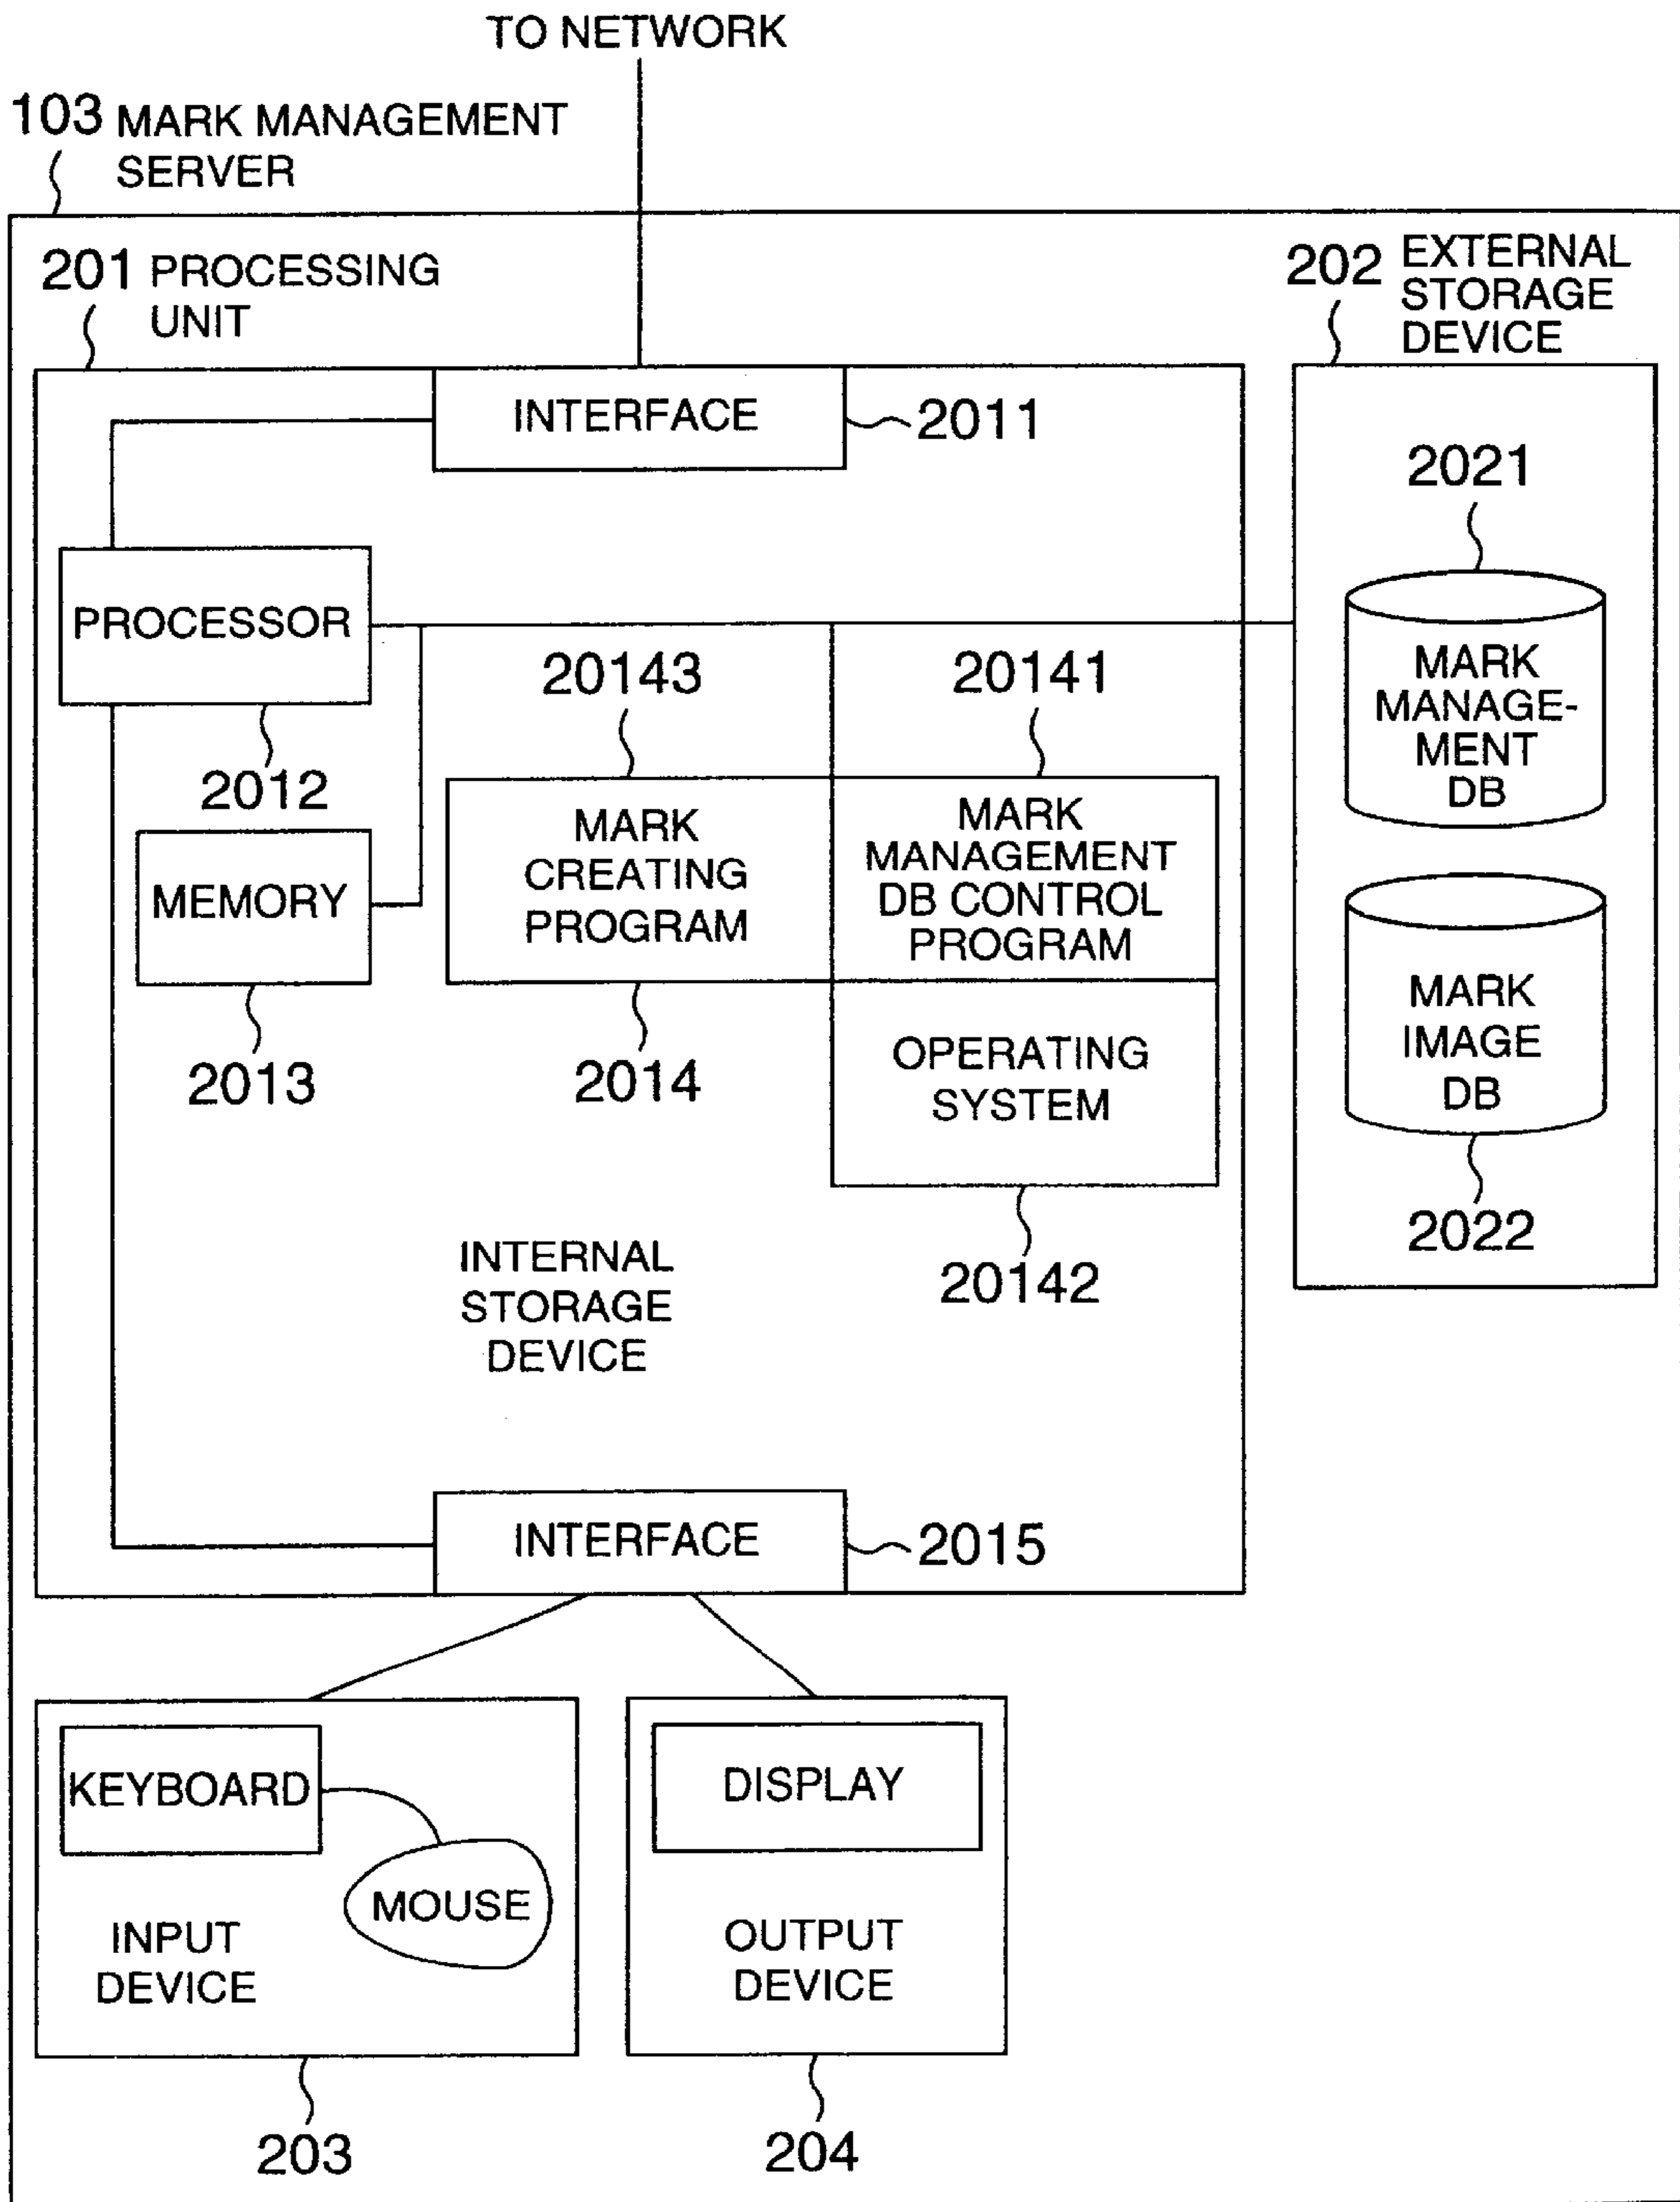 TO NETWORK
103 MARK MANAGEMENT
SERVER
201 PROCESSING
UNIT
202 EXTERNAL
STORAGE
DEVICE
INTERFACE
2011
2021
PROCESSOR
2012
20143
20141
MARK
MANAGE-
MENT
DB
MARK
CREATING
PROGRAM
MARK
MANAGEMENT
DB CONTROL
PROGRAM
MEMORY
2013
2014
OPERATING
SYSTEM
20142
MARK
IMAGE
DB
2022
INTERNAL
STORAGE
DEVICE
INTERFACE
2015
KEYBOARD
MOUSE
INPUT
DEVICE
203
DISPLAY
OUTPUT
DEVICE
204